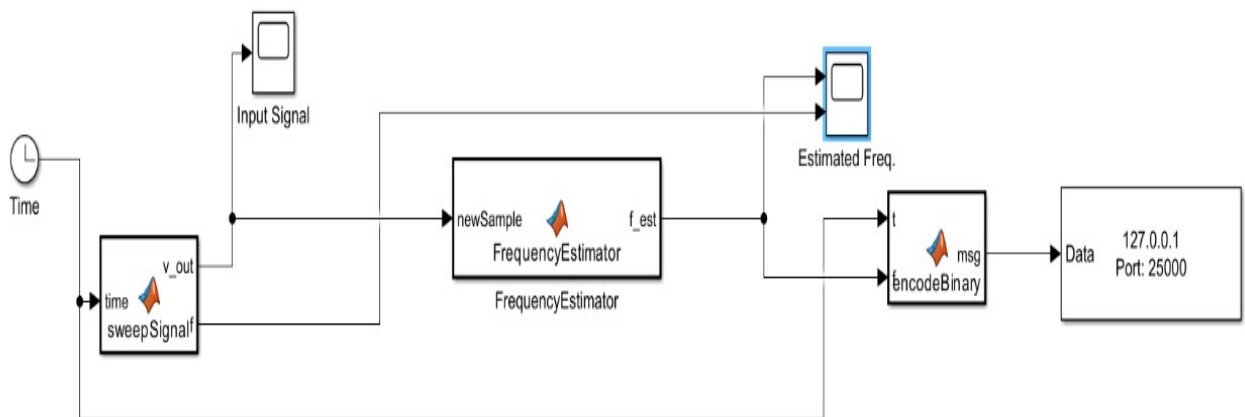 Input Signal
Estimated Freq.
Time
newSample
f_est
FrequencyEstimator
FrequencyEstimator
v_out
time
f
sweepSignal
t
f
msg
encodeBinary
Data
127.0.0.1
Port: 25000